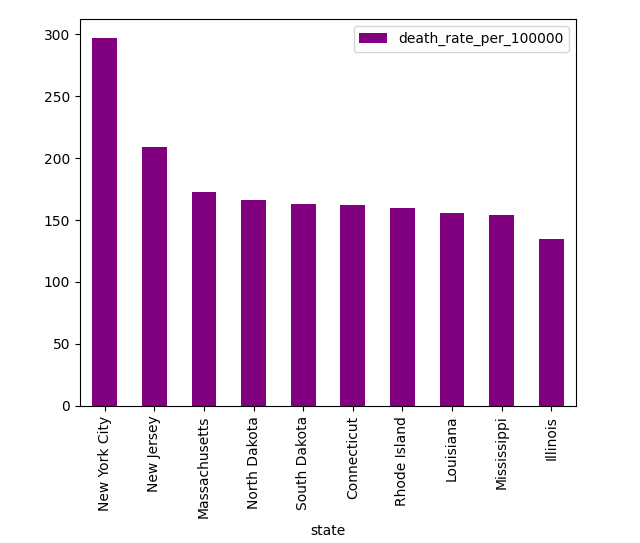 300
250
200
150
100
50
0
death_rate_per_100000
New York City
New Jersey
Massachusetts
North Dakota
South Dakota
Connecticut
Rhode Island
Louisiana
Mississippi
Illinois
state